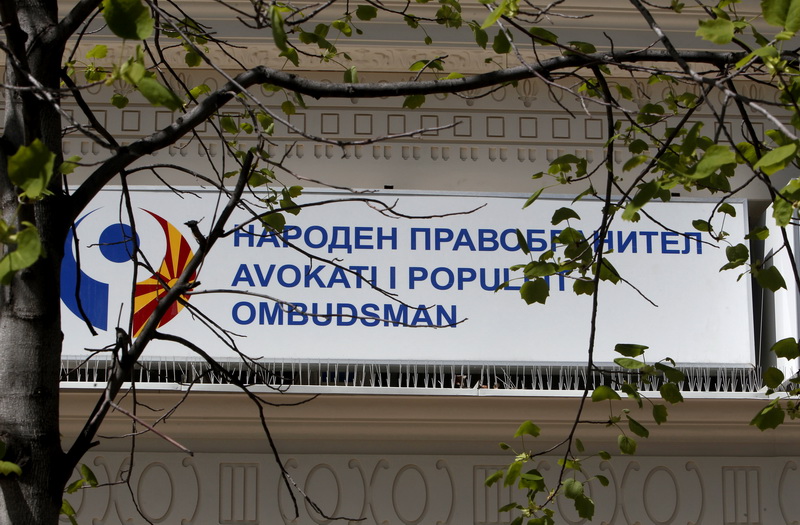 НАРОДЕН ПРАВОБРАНИТЕЛ
AVOKATI I POPULLIT
OMBUDSMAN